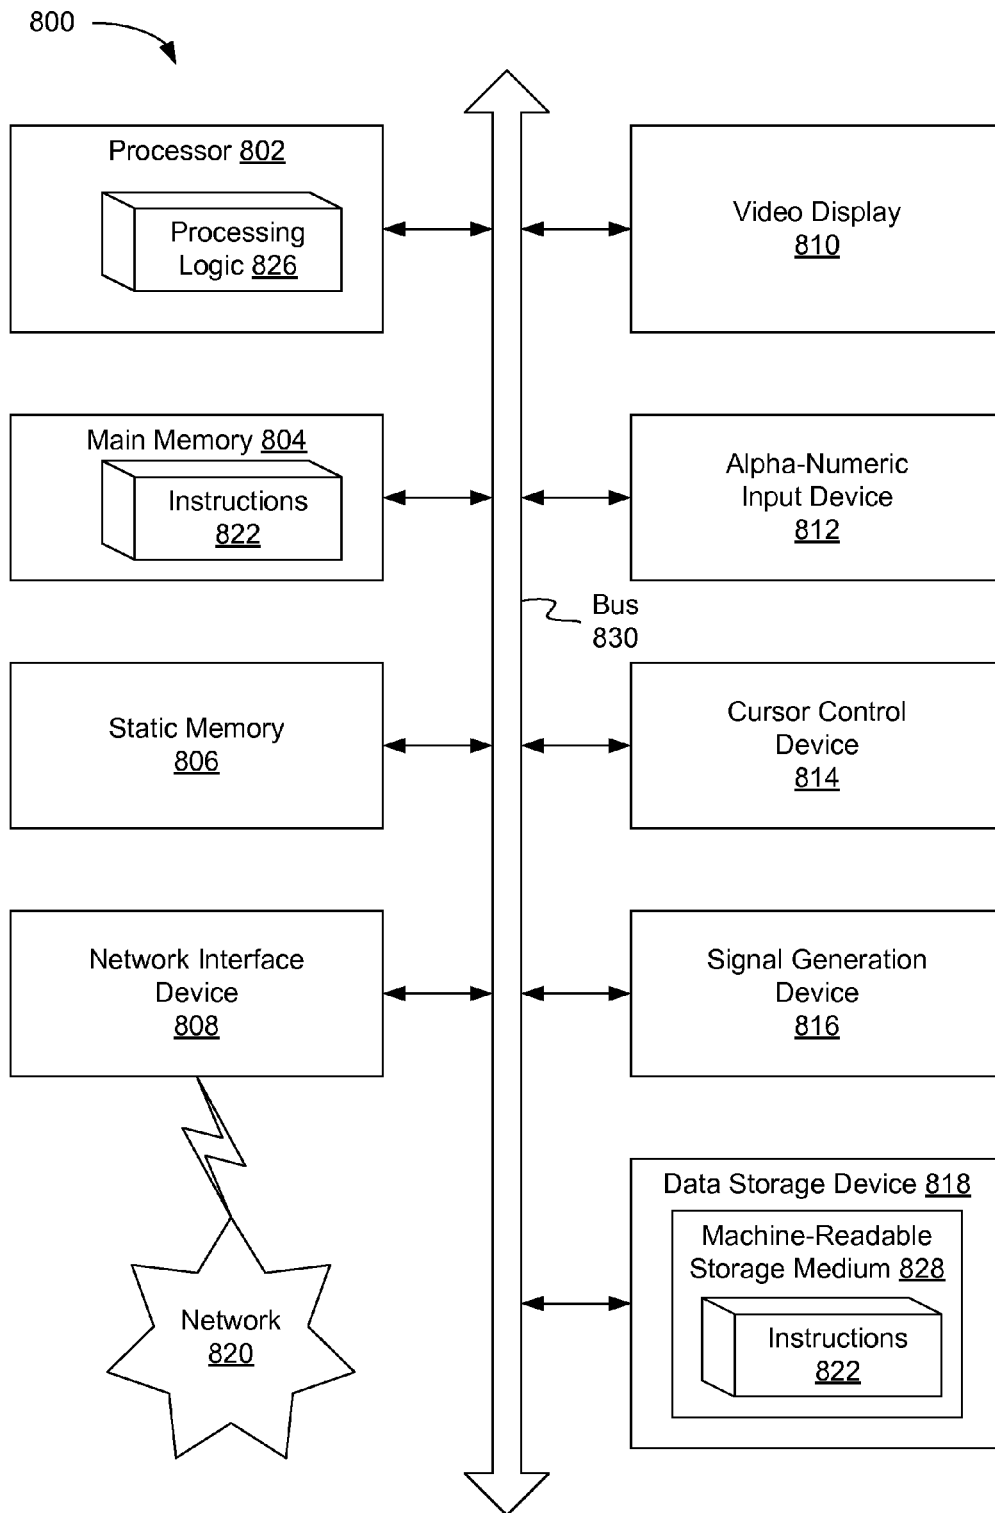 800
Processor 802
Processing
Logic 826
Video Display
810
Main Memory 804
Instructions
822
Alpha-Numeric
Input Device
812
Bus
830
Static Memory
806
Cursor Control
Device
814
Network Interface
Device
808
Signal Generation
Device
816
Data Storage Device 818
Machine-Readable
Storage Medium 828
Instructions
822
Network
820